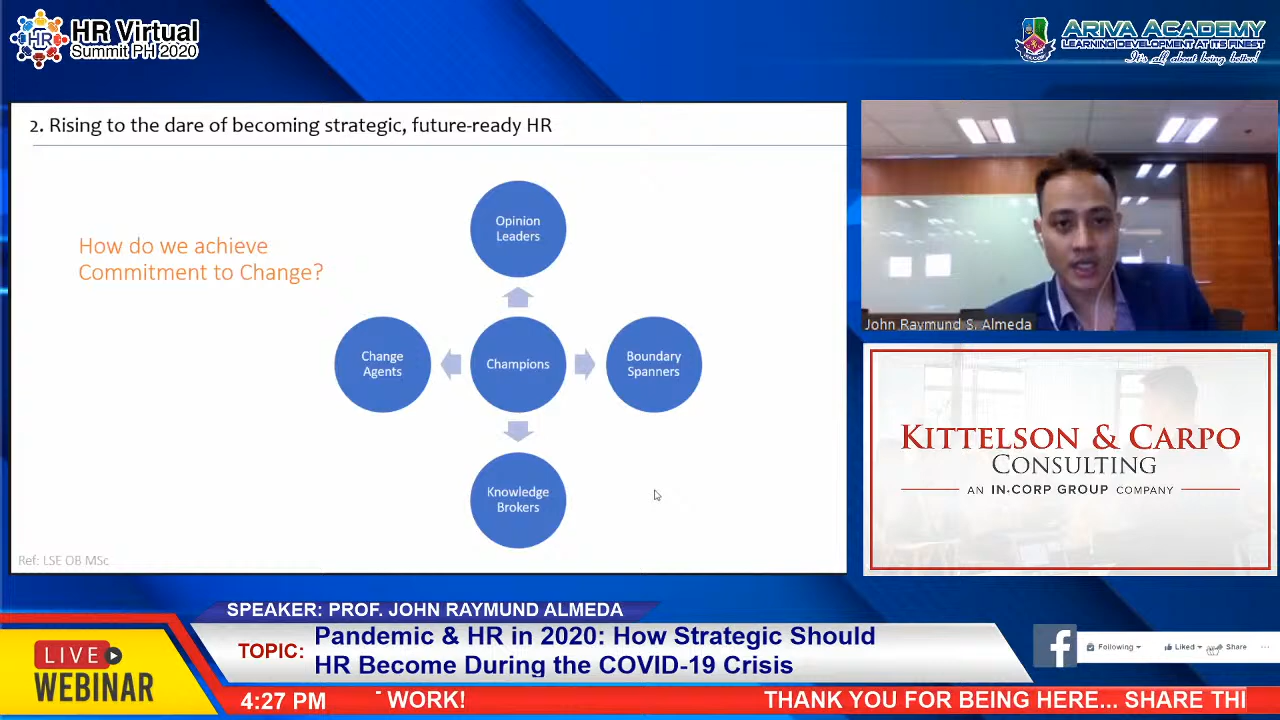 HR
HR Virtual
Summit PH 2020
ARIVA ACADEMY
LEARNING DEVELOPMENT AT ITS FINEST
It's all about being better!
2. Rising to the dare of becoming strategic, future-ready HR
How do we achieve
Commitment to Change?
Opinion
Leaders
Change
Agents
Champions
Boundary
Spanners
Knowledge
Brokers
Ref: LSE OB MSc
John Raymund S. Almeda
KITTELSON & CARPO
CONSULTING
AN IN.CORP GROUP COMPANY
SPEAKER: PROF. JOHN RAYMUND ALMEDA
LIVE
WEBINAR
TOPIC:
Pandemic & HR in 2020: How Strategic Should
HR Become During the COVID-19 Crisis
Following
Liked
Share
4:27 PM
WORK!
THANK YOU FOR BEING HERE... SHARE THI